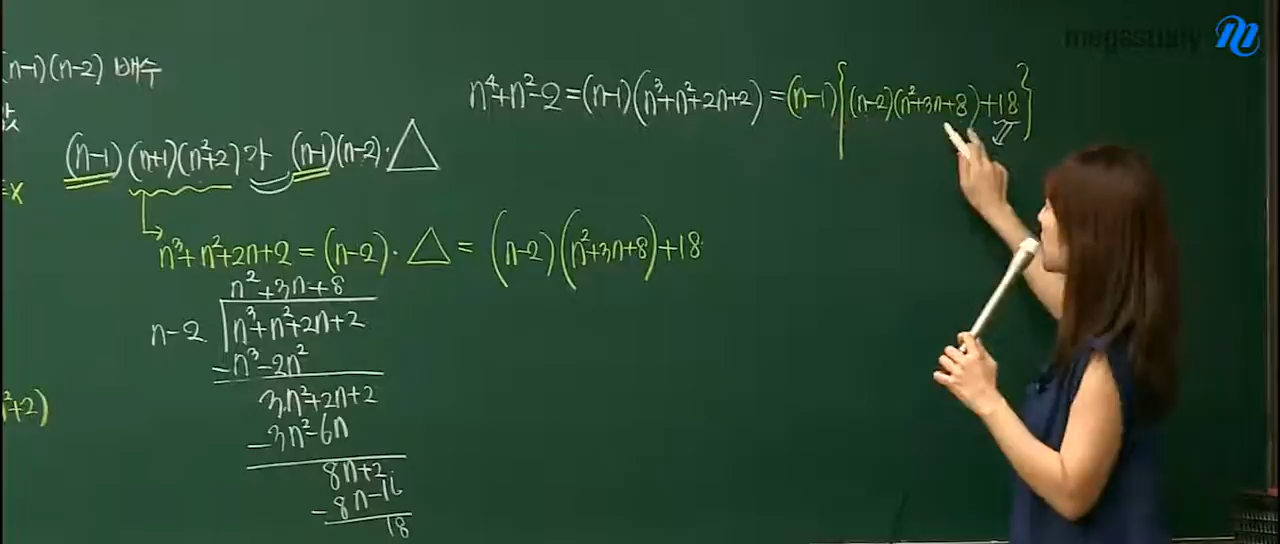 (n-1)(n-2) 배수
(n-1)(n+1)(n²+2)가 (n-1)(n-2)·△
n³+n²+2n+2=(n-2)·△=(n-2)(n²+3n+8)+18
n²+3n+8
n-2 n³+n²+2n+2
-n³-2n²
3n²+2n+2
-3n²-6n
8n+2
-8n-16
18
²+2)
n⁴+n²-2=(n-1)(n³+n²+2n+2)=(n-1){(n-2)(n²+3n+8)+18}
megastudy